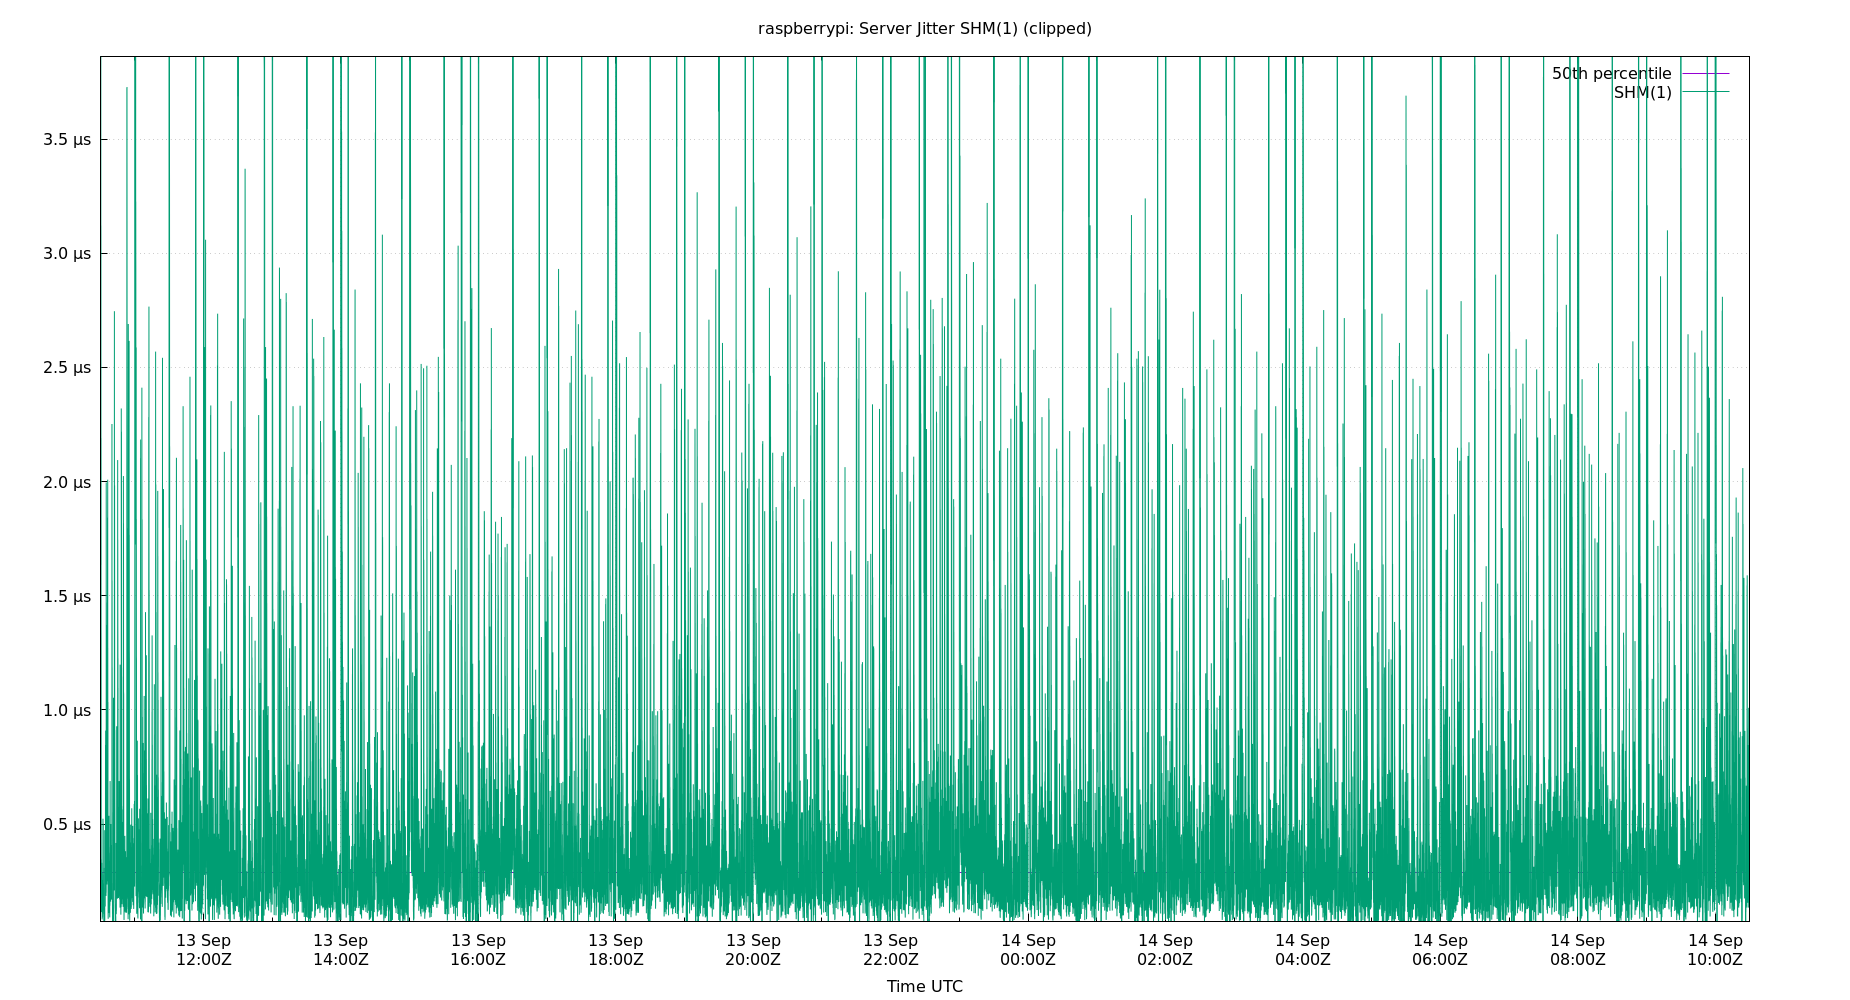 raspberrypi: Server Jitter SHM(1) (clipped)
50th percentile
SHM(1)
3.5 µs
3.0 µs
2.5 µs
2.0 µs
1.5 µs
1.0 µs
0.5 µs
13 Sep 13 Sep 13 Sep 13 Sep 13 Sep 13 Sep 14 Sep 14 Sep 14 Sep 14 Sep 14 Sep 14 Sep
12:00Z 14:00Z 16:00Z 18:00Z 20:00Z 22:00Z 00:00Z 02:00Z 04:00Z 06:00Z 08:00Z 10:00Z
Time UTC